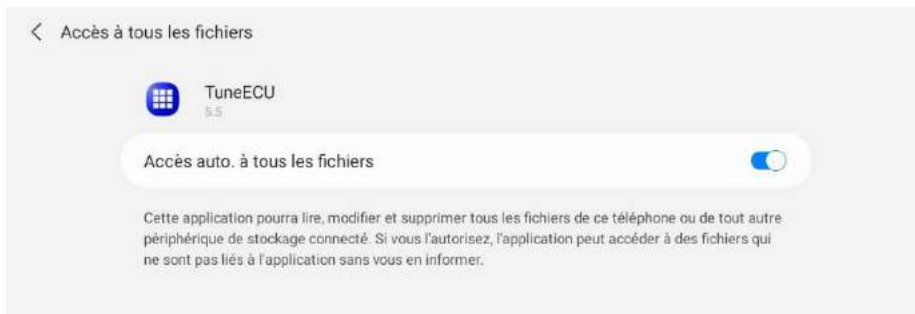 Accès à tous les fichiers
TuneECU
5.5
Accès auto. à tous les fichiers
Cette application pourra lire, modifier et supprimer tous les fichiers de ce téléphone ou de tout autre
périphérique de stockage connecté. Si vous l'autorisez, l'application peut accéder à des fichiers qui
ne sont pas liés à l'application sans vous en informer.